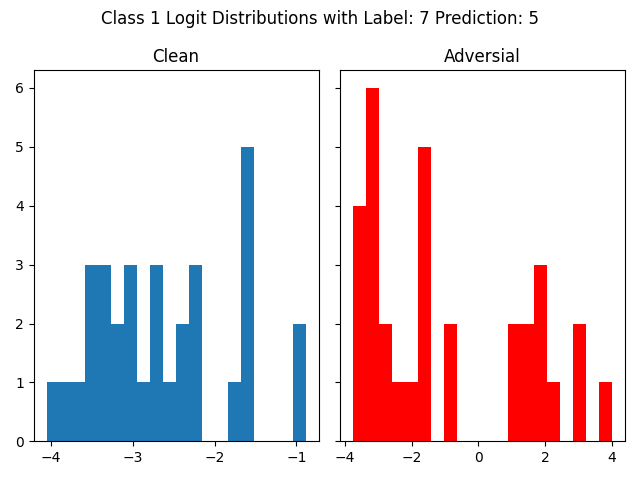 Class 1 Logit Distributions with Label: 7 Prediction: 5
Clean
Adversial
6
5
4
3
2
1
0
−4 −3 −2 −1
−4 −2 0 2 4